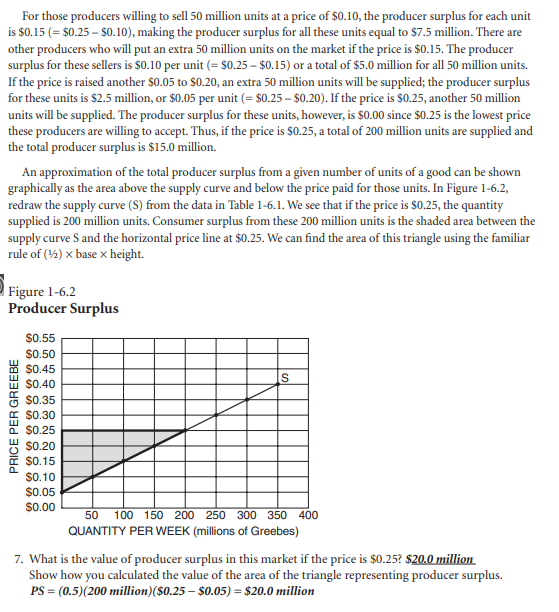 For those producers willing to sell 50 million units at a price of $0.10, the producer surplus for each unit
is $0.15 (= $0.25 – $0.10), making the producer surplus for all these units equal to $7.5 million. There are
other producers who will put an extra 50 million units on the market if the price is $0.15. The producer
surplus for these sellers is $0.10 per unit (= $0.25 – $0.15) or a total of $5.0 million for all 50 million units.
If the price is raised another $0.05 to $0.20, an extra 50 million units will be supplied; the producer surplus
for these units is $2.5 million, or $0.05 per unit (= $0.25 – $0.20). If the price is $0.25, another 50 million
units will be supplied. The producer surplus for these units, however, is $0.00 since $0.25 is the lowest price
these producers are willing to accept. Thus, if the price is $0.25, a total of 200 million units are supplied and
the total producer surplus is $15.0 million.
An approximation of the total producer surplus from a given number of units of a good can be shown
graphically as the area above the supply curve and below the price paid for those units. In Figure 1-6.2,
redraw the supply curve (S) from the data in Table 1-6.1. We see that if the price is $0.25, the quantity
supplied is 200 million units. Consumer surplus from these 200 million units is the shaded area between the
supply curve S and the horizontal price line at $0.25. We can find the area of this triangle using the familiar
rule of (½) × base × height.
Figure 1-6.2
Producer Surplus
PRICE PER GREEBE
$0.55
$0.50
$0.45
$0.40
$0.35
$0.30
$0.25
$0.20
$0.15
$0.10
$0.05
$0.00
S
50 100 150 200 250 300 350 400
QUANTITY PER WEEK (millions of Greebes)
7. What is the value of producer surplus in this market if the price is $0.25? $20.0 million
Show how you calculated the value of the area of the triangle representing producer surplus.
PS = (0.5)(200 million)($0.25 – $0.05) = $20.0 million